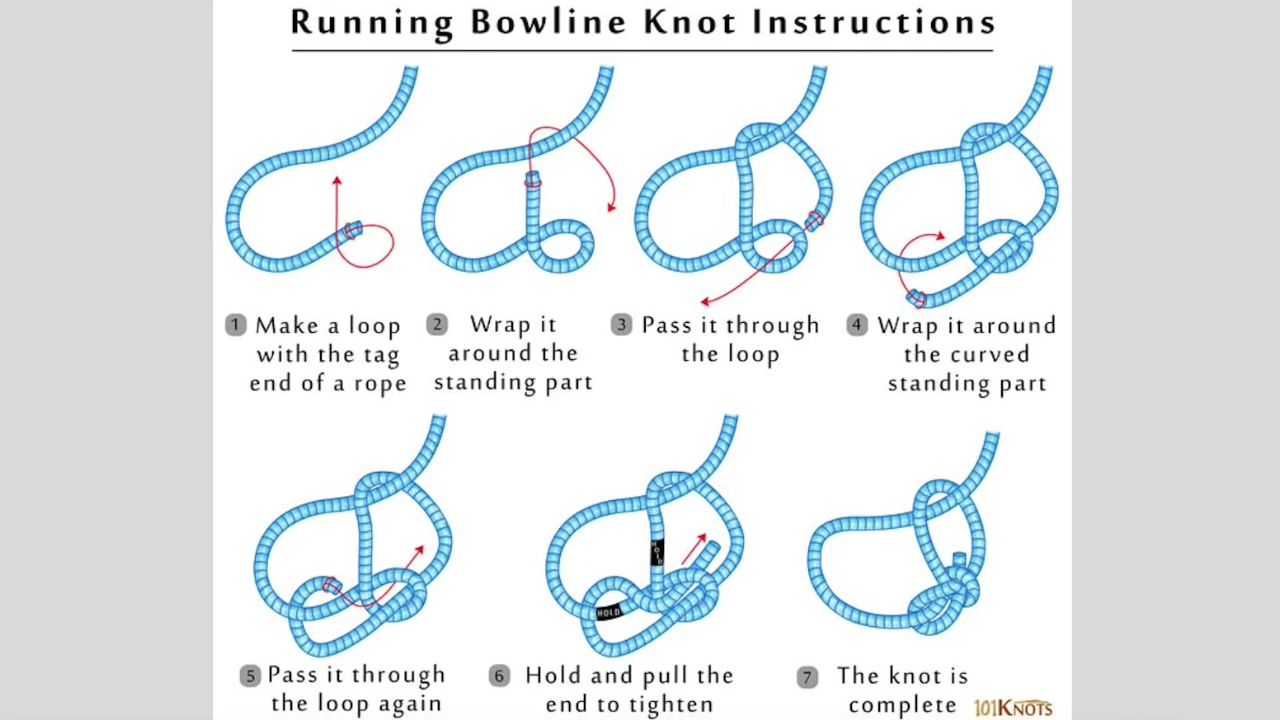 Running Bowline Knot Instructions
1 Make a loop
with the tag
end of a rope
2 Wrap it
around the
standing part
3 Pass it through
the loop
4 Wrap it around
the curved
standing part
HOLD
HOLD
5 Pass it through
the loop again
6 Hold and pull the
end to tighten
7 The knot is
complete
101KNOTS